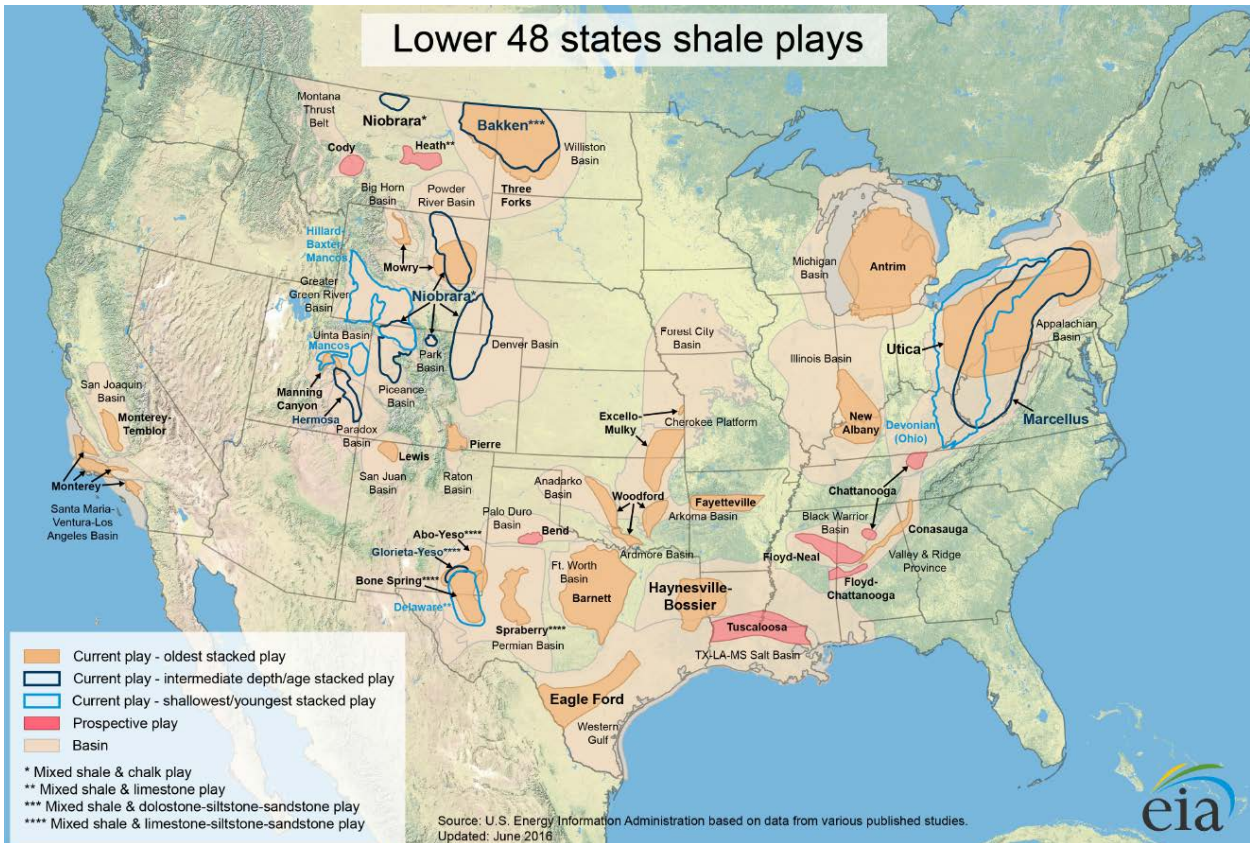 Lower 48 states shale plays
Montana
Thrust
Belt
Niobrara*
Bakken***
Cody
Heath**
Williston
Basin
Big Horn
Basin
Powder
River Basin
Three
Forks
Hillard-
Baxter-
Mancos
Mowry
Greater
Green River
Basin
Niobrara*
Michigan
Basin
Antrim
Uinta Basin
Mancos
Park
Basin
Denver Basin
Forest City
Basin
Illinois Basin
Utica
Appalachian
Basin
San Joaquin
Basin
Manning
Canyon
Piceance
Basin
Hermosa
Monterey-
Temblor
Paradox
Basin
Excello-
Mulky
Cherokee Platform
New
Albany
Devonian
(Ohio)
Marcellus
Lewis
Pierre
Monterey
San Juan
Basin
Raton
Basin
Anadarko
Basin
Woodford
Fayetteville
Chattanooga
Santa Maria-
Ventura-Los
Angeles Basin
Palo Duro
Basin
Bend
Arkoma Basin
Black Warrior
Basin
Conasauga
Abo-Yeso****
Glorieta-Yeso****
Ardmore Basin
Floyd-Neal
Valley & Ridge
Province
Bone Spring****
Ft. Worth
Basin
Haynesville-
Bossier
Floyd-
Chattanooga
Delaware**
Barnett
Spraberry****
Permian Basin
Tuscaloosa
TX-LA-MS Salt Basin
Eagle Ford
Western
Gulf
Current play - oldest stacked play
Current play - intermediate depth/age stacked play
Current play - shallowest/youngest stacked play
Prospective play
Basin
* Mixed shale & chalk play
** Mixed shale & limestone play
*** Mixed shale & dolostone-siltstone-sandstone play
**** Mixed shale & limestone-siltstone-sandstone play
Source: U.S. Energy Information Administration based on data from various published studies.
Updated: June 2016
eia